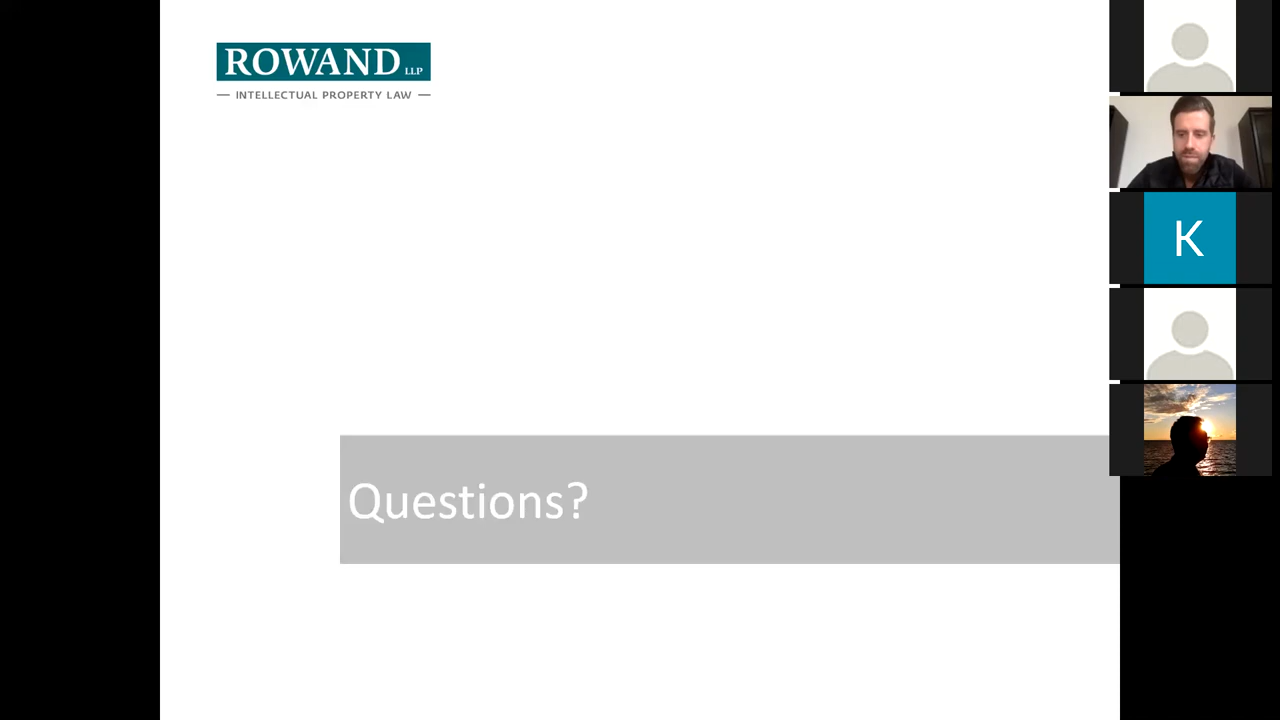 ROWAND LLP
— INTELLECTUAL PROPERTY LAW —
K
Questions?